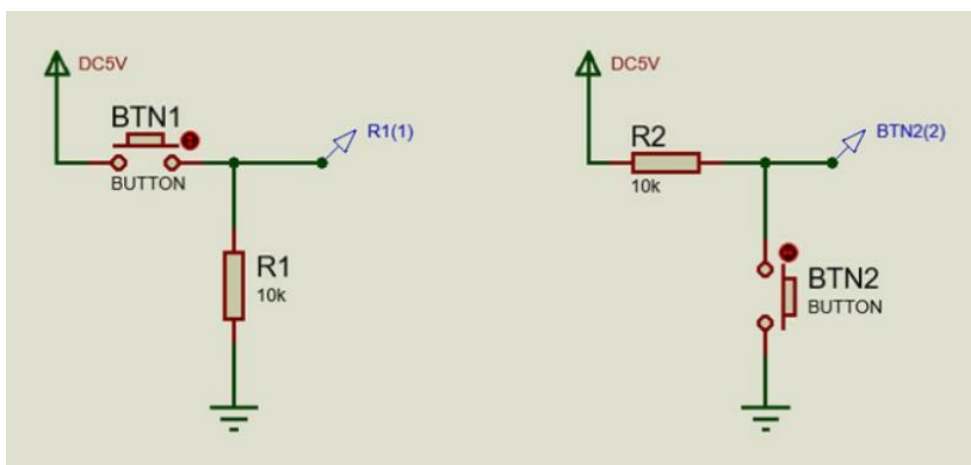 DC5V
BTN1
BUTTON
R1(1)
R1
10k
DC5V
R2
10k
BTN2(2)
BTN2
BUTTON